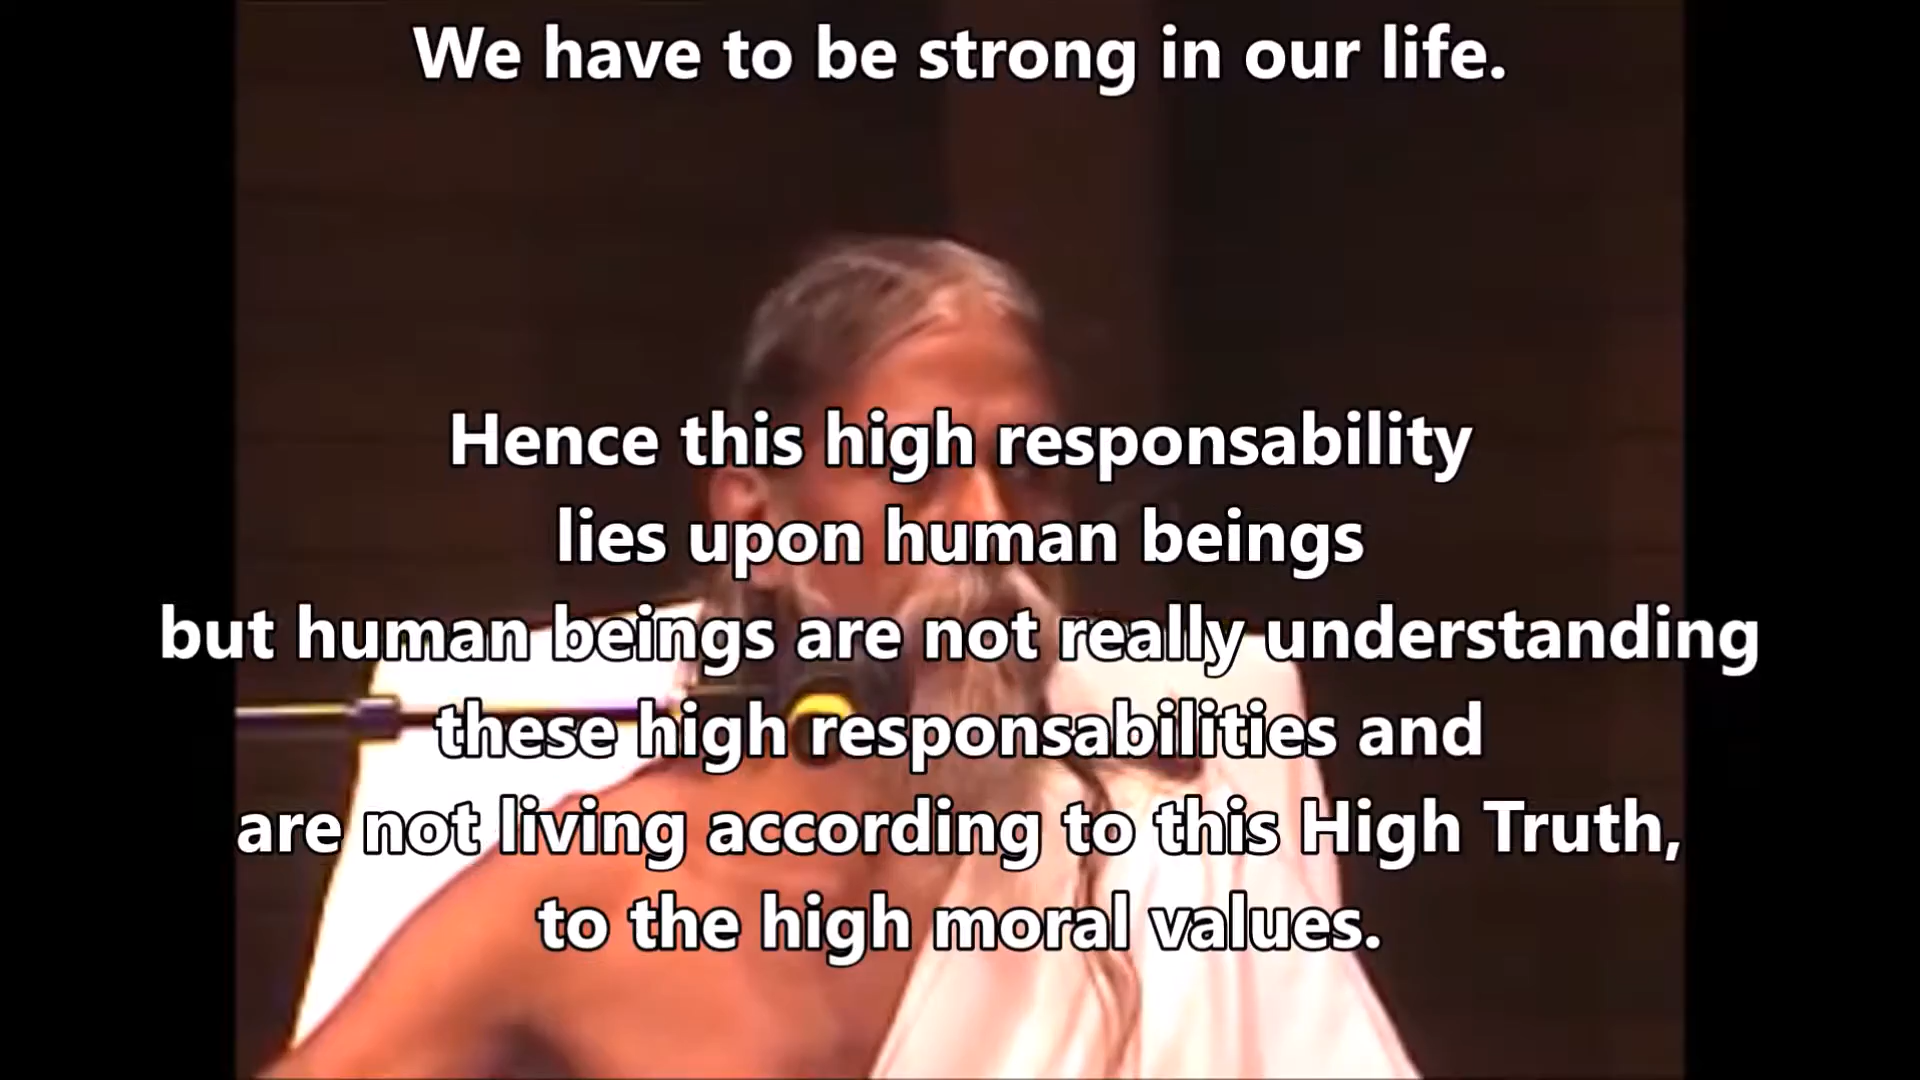 We have to be strong in our life.
Hence this high responsability
lies upon human beings
but human beings are not really understanding
these high responsabilities and
are not living according to this High Truth,
to the high moral values.